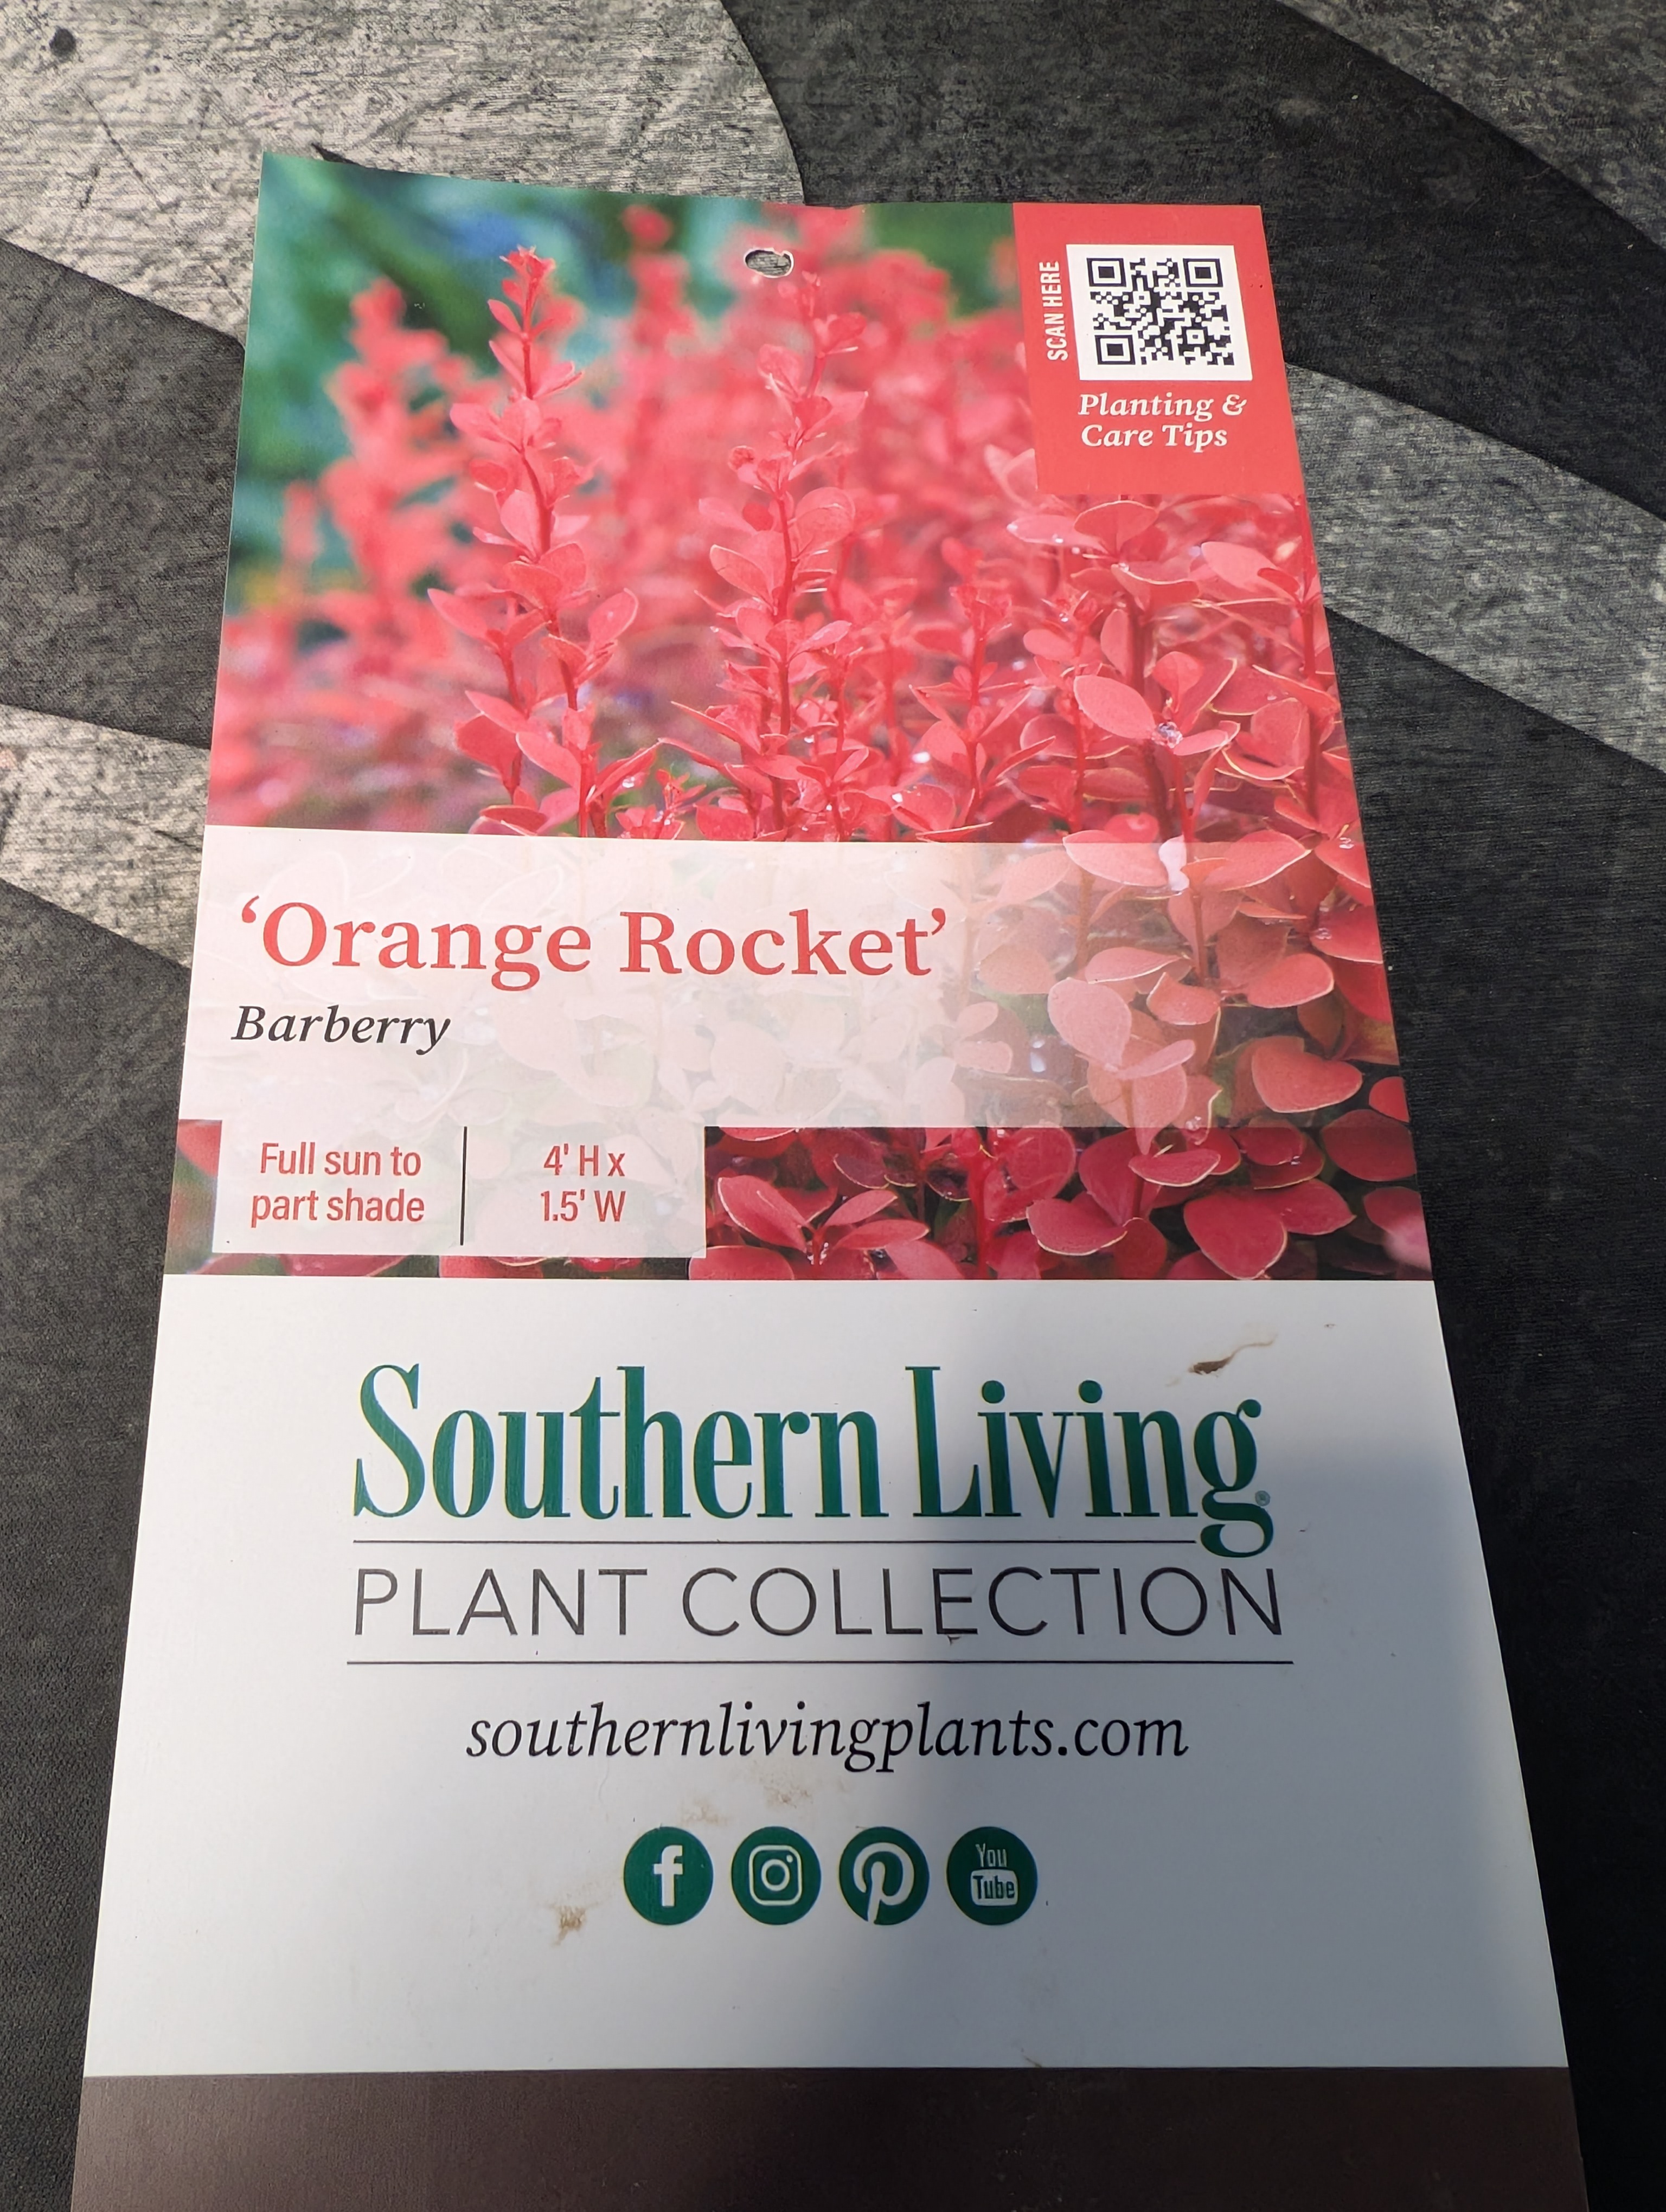 SCAN HERE
Planting &
Care Tips
‘Orange Rocket’
Barberry
Full sun to
part shade
4' H x
1.5' W
Southern Living®
PLANT COLLECTION
southernlivingplants.com
f
You
Tube